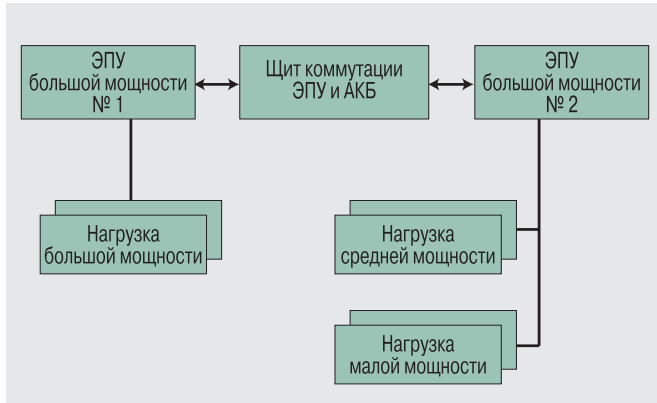 ЭПУ
большой мощности
№ 1
Щит коммутации
ЭПУ и АКБ
ЭПУ
большой мощности
№ 2
Нагрузка
большой мощности
Нагрузка
средней мощности
Нагрузка
малой мощности